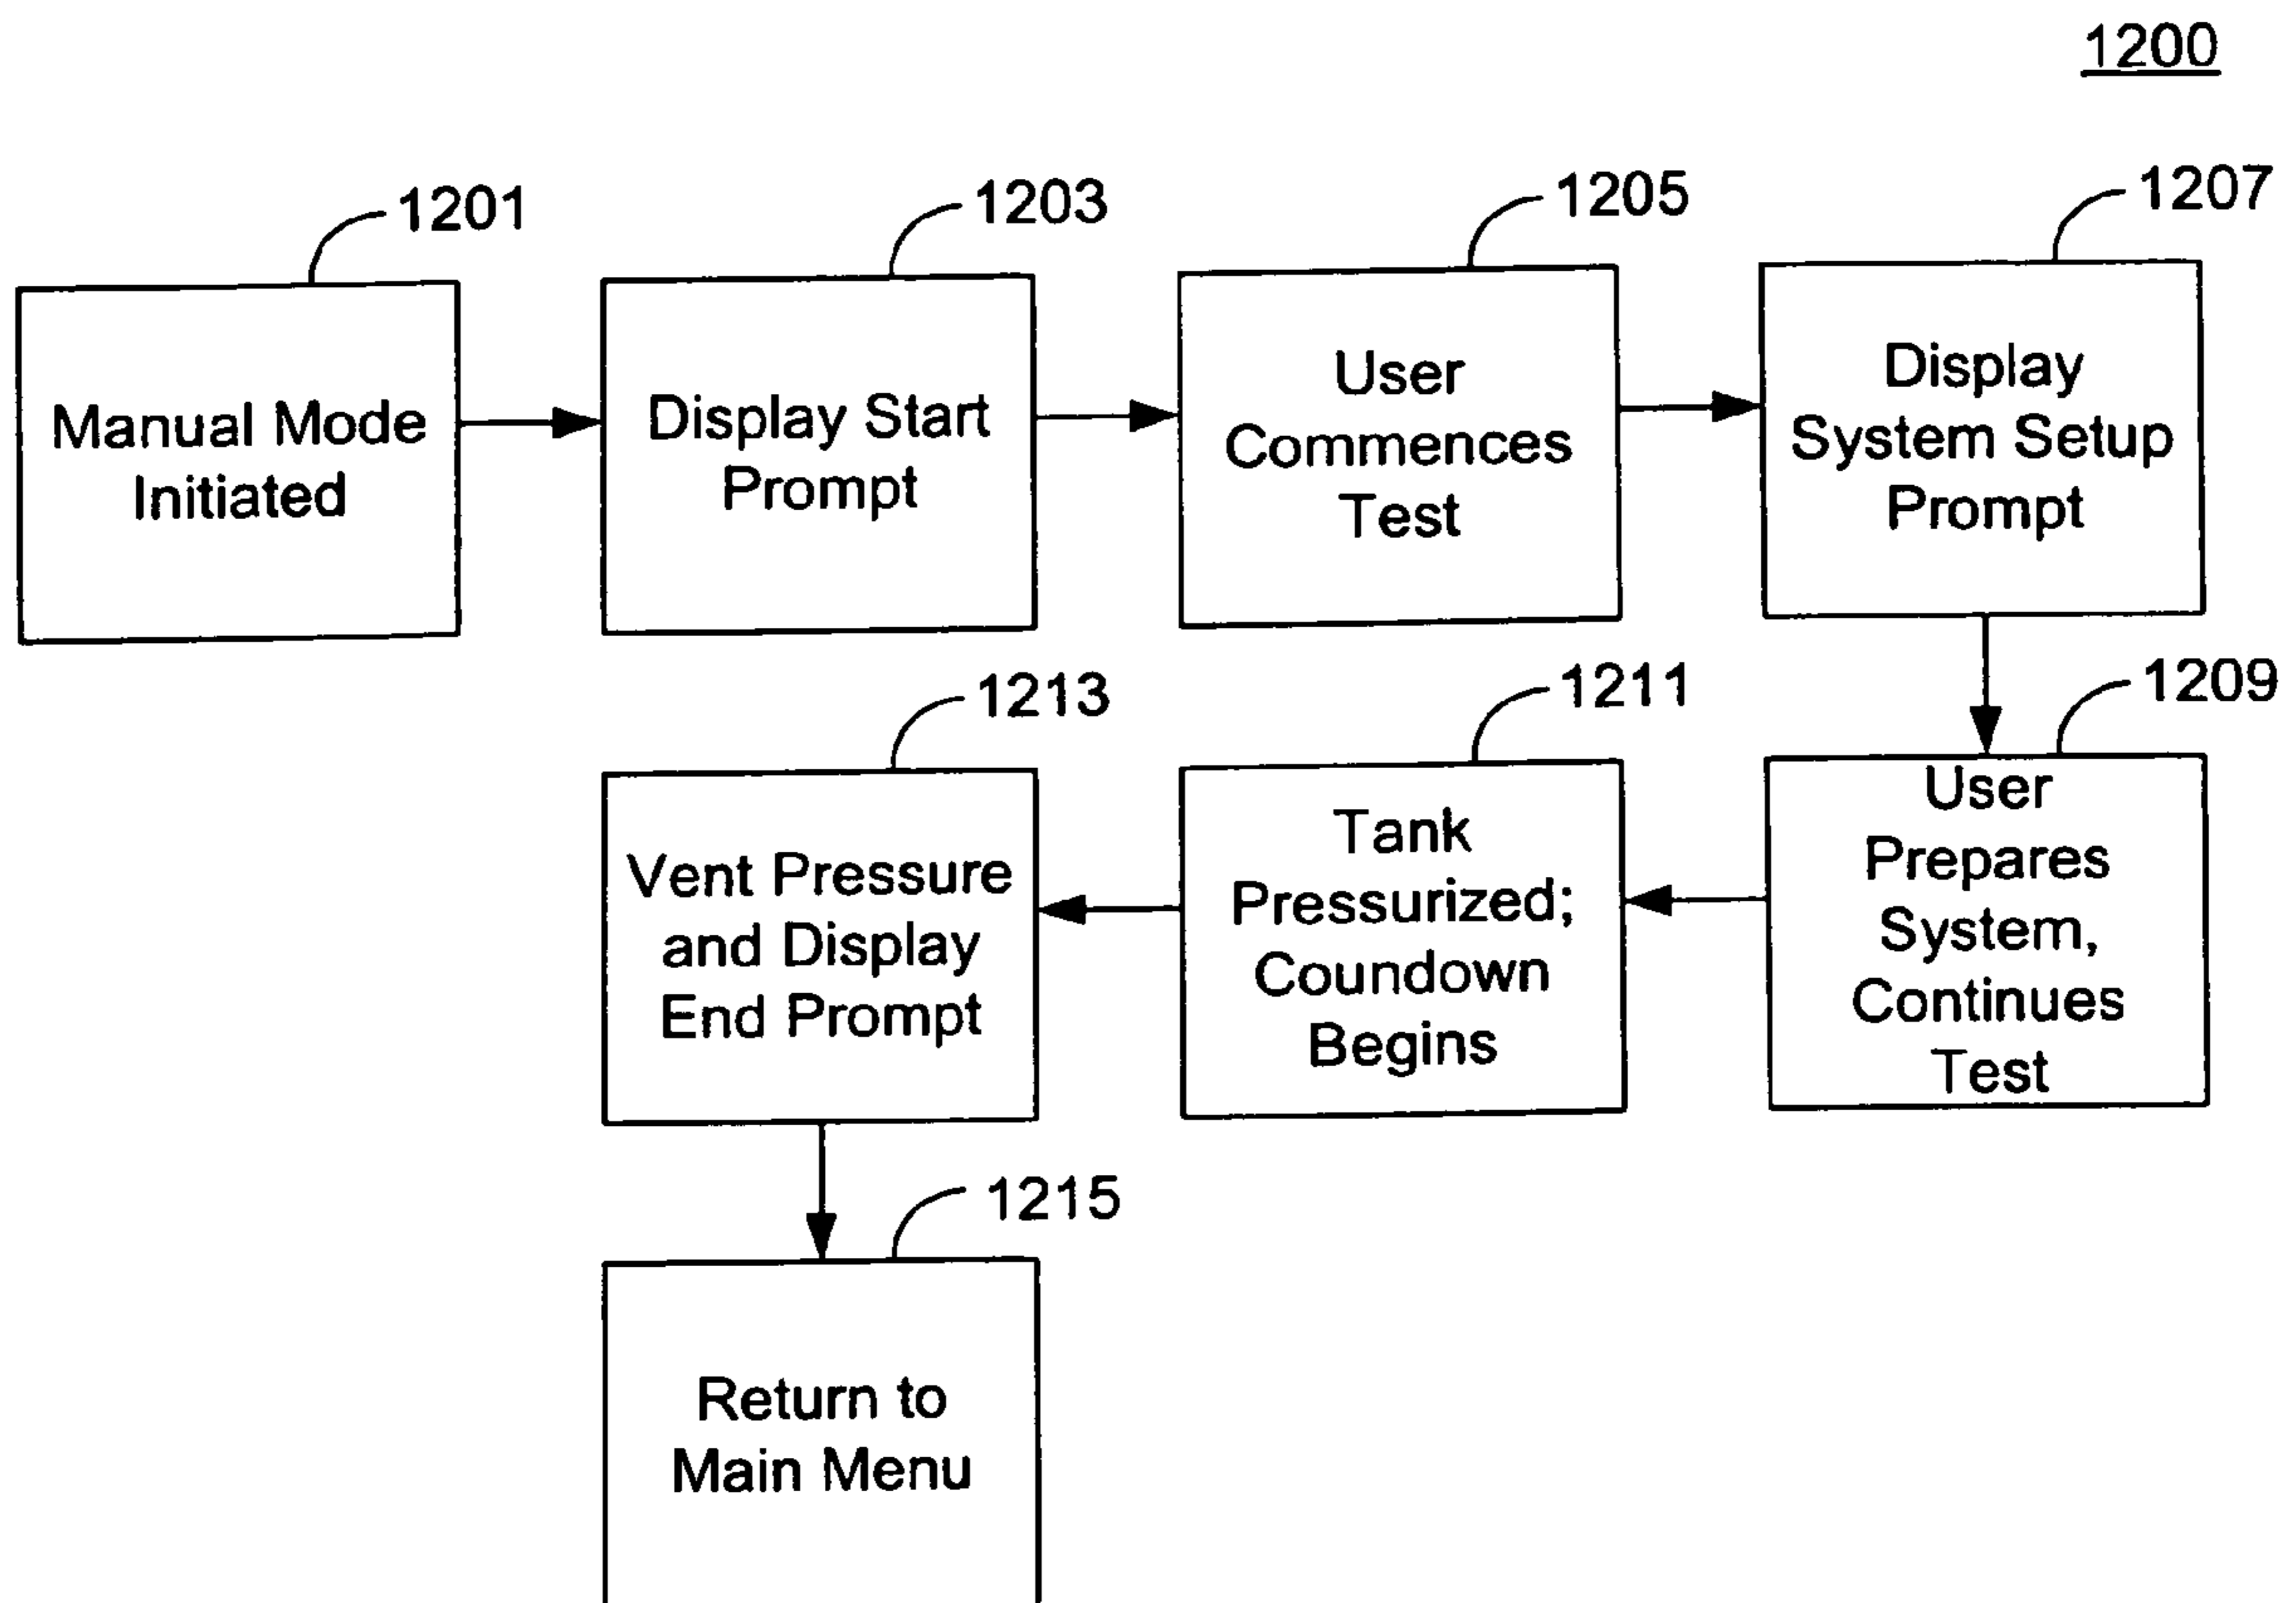 1200
1201
Manual Mode
Initiated
1203
Display Start
Prompt
1205
User
Commences
Test
1207
Display
System Setup
Prompt
1209
User
Prepares
System,
Continues
Test
1211
Tank
Pressurized;
Coundown
Begins
1213
Vent Pressure
and Display
End Prompt
1215
Return to
Main Menu